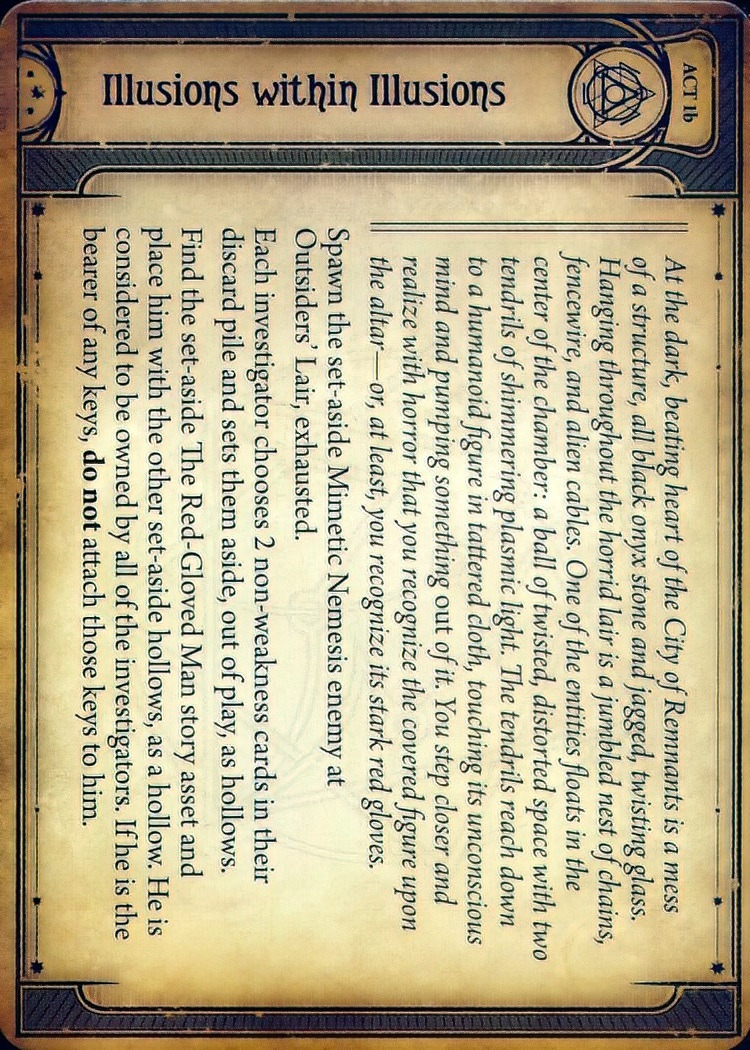 ACT 1b
Illusions within Illusions
At the dark, beating heart of the City of Remnants is a mess
of a structure, all black onyx stone and jagged, twisting glass.
Hanging throughout the horrid lair is a jumbled nest of chains,
fencewire, and alien cables. One of the entities floats in the
center of the chamber: a ball of twisted, distorted space with two
tendrils of shimmering plasmic light. The tendrils reach down
to a humanoid figure in tattered cloth, touching its unconscious
mind and pumping something out of it. You step closer and
realize with horror that you recognize the covered figure upon
the altar—or, at least, you recognize its stark red gloves.
Spawn the set-aside Mimetic Nemesis enemy at
Outsiders' Lair, exhausted.
Each investigator chooses 2 non-weakness cards in their
discard pile and sets them aside, out of play, as hollows.
Find the set-aside The Red-Gloved Man story asset and
place him with the other set-aside hollows, as a hollow. He is
considered to be owned by all of the investigators. If he is the
bearer of any keys, do not attach those keys to him.